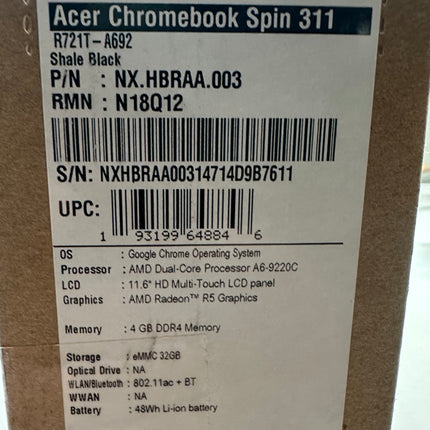 Acer Chromebook Spin 311
R721T-A692
Shale Black
P/N : NX.HBRAA.003
RMN : N18Q12
S/N: NXHBRAA00314714D9B7611
UPC:
1 93199 64884 6
OS : Google Chrome Operating System
Processor : AMD Dual-Core Processor A6-9220C
LCD : 11.6" HD Multi-Touch LCD panel
Graphics : AMD Radeon™ R5 Graphics
Memory : 4 GB DDR4 Memory
Storage : eMMC 32GB
Optical Drive : NA
WLAN/Bluetooth : 802.11ac + BT
WWAN : NA
Battery : 48Wh Li-ion battery